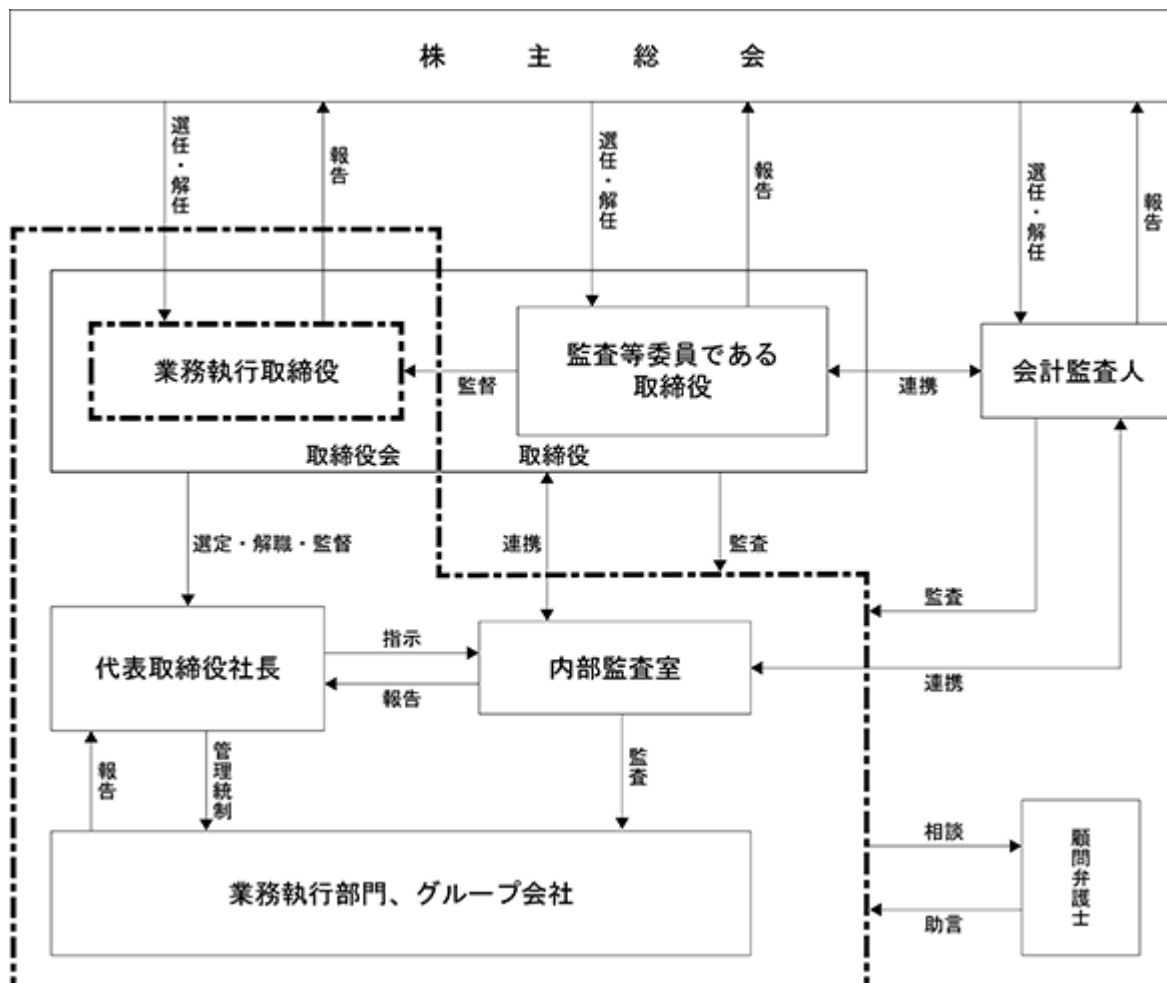 株主総会
選任・解任
報告
選任・解任
報告
選任・解任
報告
業務執行取締役
監督
監査等委員である
取締役
連携
会計監査人
取締役会
取締役
選定・解職・監督
連携
監査
監査
代表取締役社長
指示
報告
内部監査室
連携
報告
管理統制
監査
業務執行部門、グループ会社
相談
助言
顧問弁護士